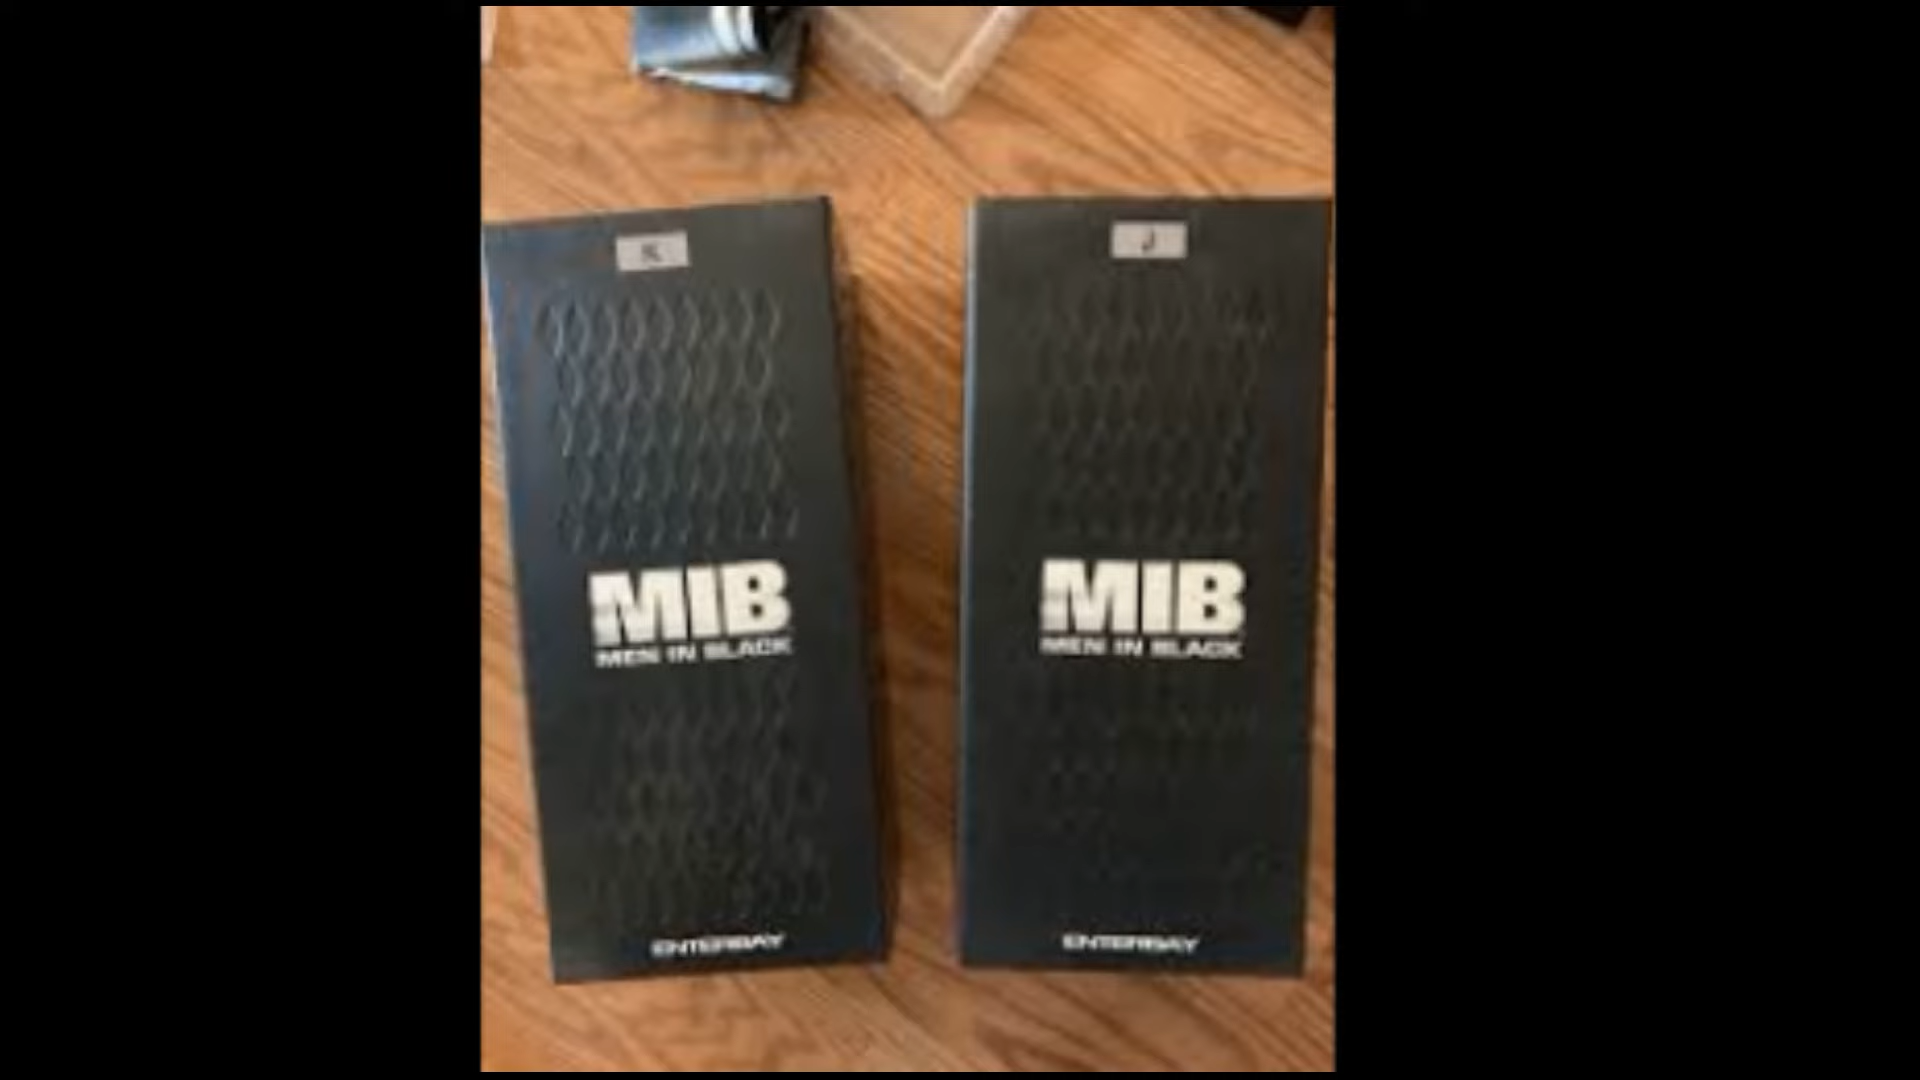 K
MIB
MEN IN BLACK
ENTERBAY
J
MIB
MEN IN BLACK
ENTERBAY